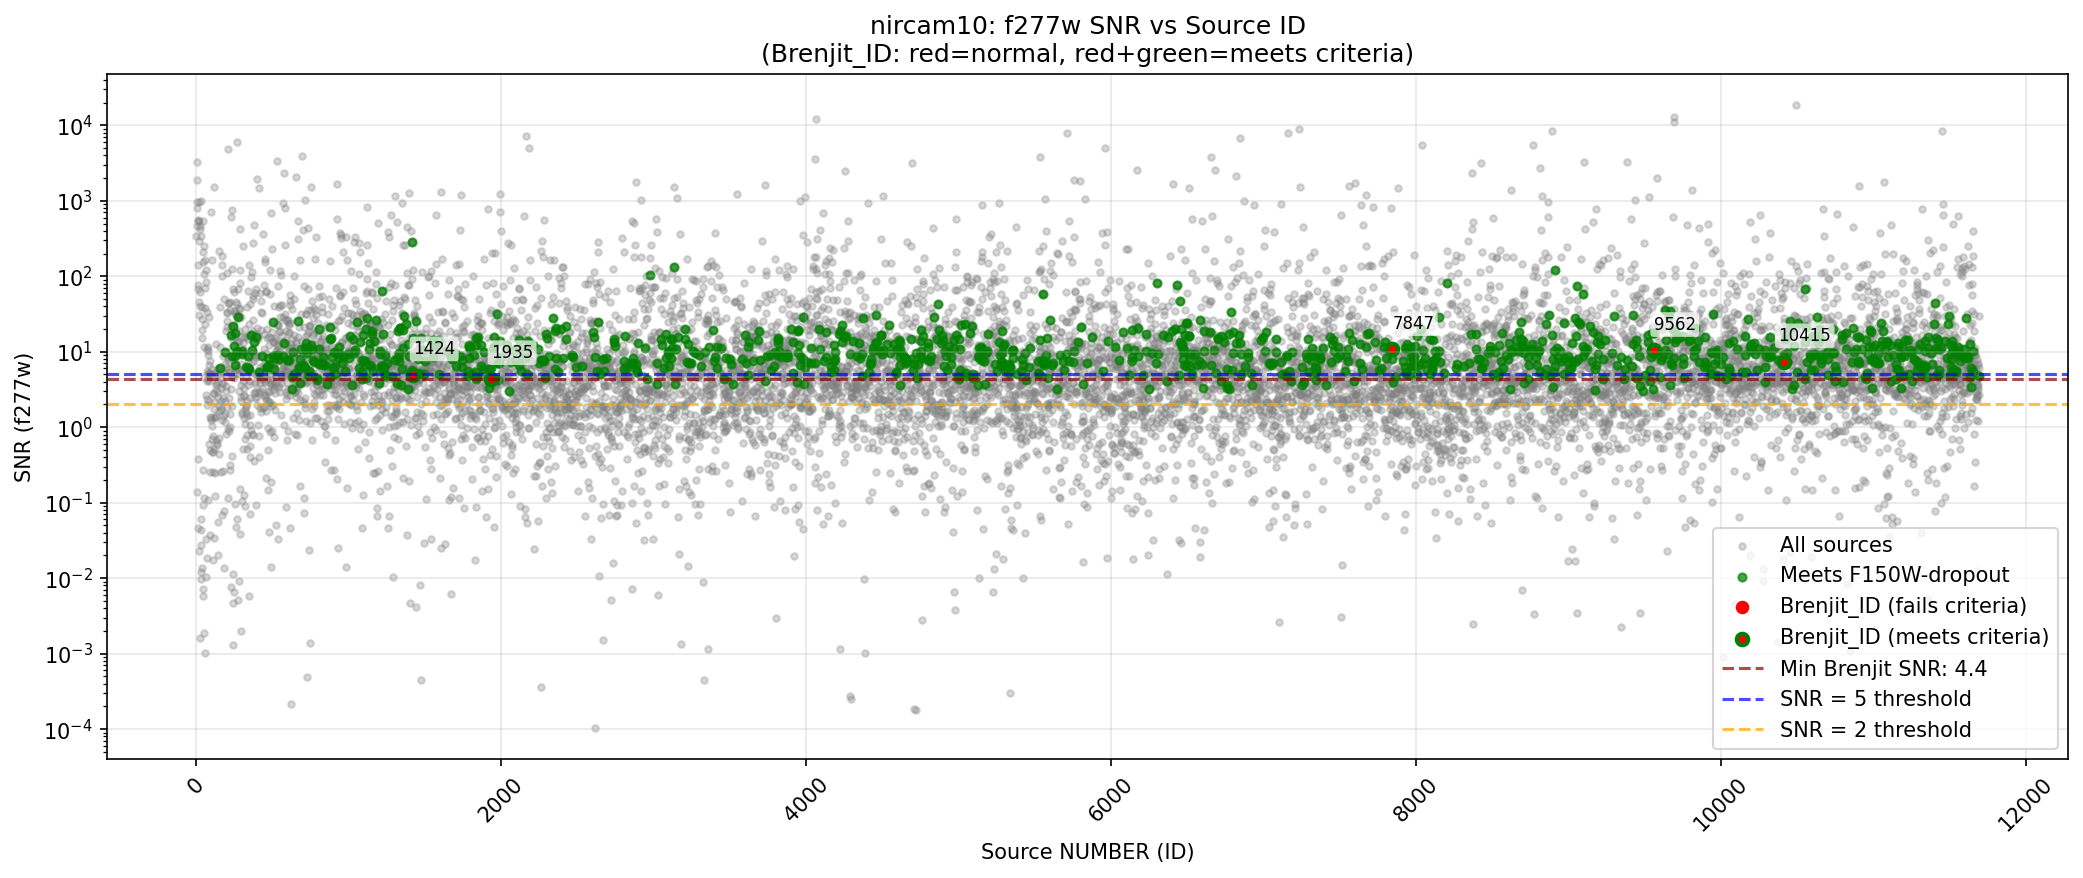 nircam10: f277w SNR vs Source ID
(Brenjit_ID: red=normal, red+green=meets criteria)
SNR (f277w)
10⁴
10³
10²
10¹
10⁰
10⁻¹
10⁻²
10⁻³
10⁻⁴
1424
1935
7847
9562
10415
All sources
Meets F150W-dropout
Brenjit_ID (fails criteria)
Brenjit_ID (meets criteria)
Min Brenjit SNR: 4.4
SNR = 5 threshold
SNR = 2 threshold
0
2000
4000
6000
8000
10000
12000
Source NUMBER (ID)